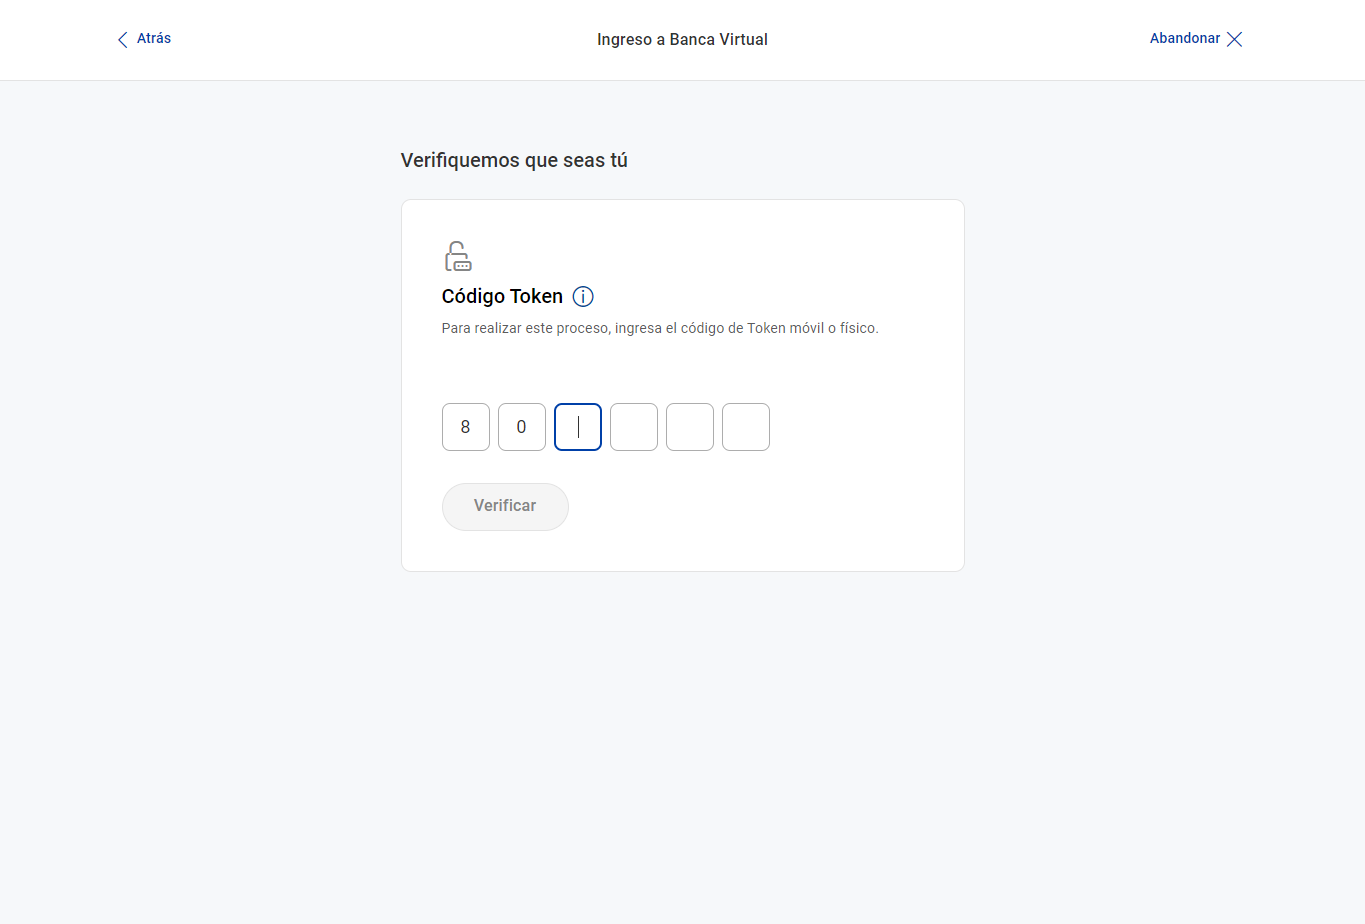 Atrás
Ingreso a Banca Virtual
Abandonar
Verifiquemos que seas tú
Código Token
Para realizar este proceso, ingresa el código de Token móvil o físico.
8 0
Verificar